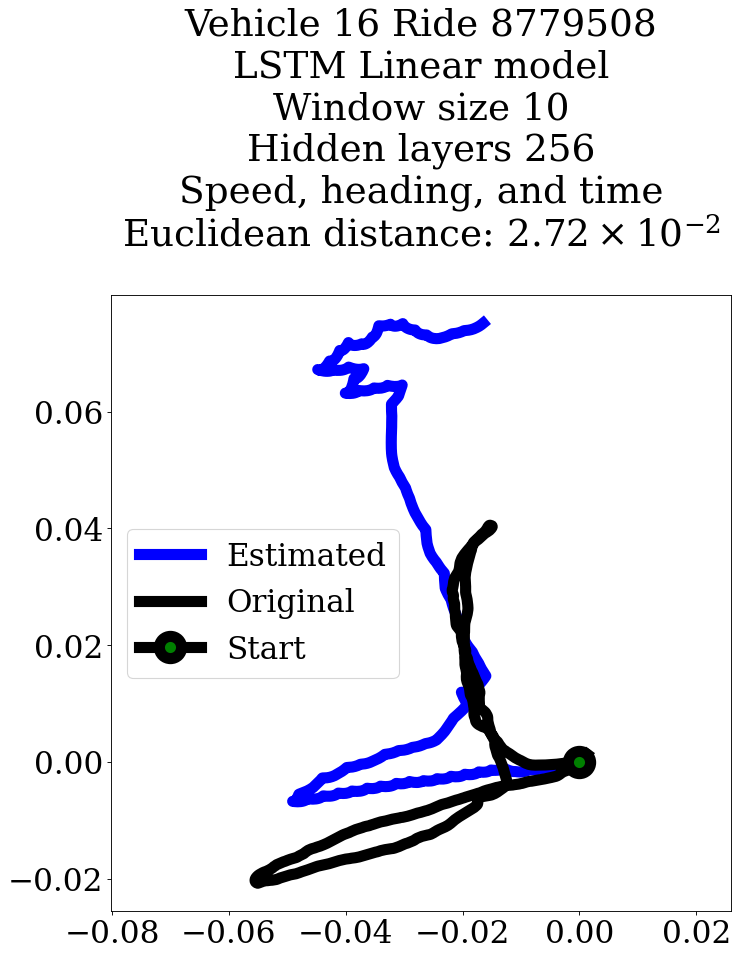 Vehicle 16 Ride 8779508
LSTM Linear model
Window size 10
Hidden layers 256
Speed, heading, and time
Euclidean distance: 2.72 × 10⁻²
0.06
0.04
0.02
0.00
−0.02
Estimated
Original
Start
−0.08 −0.06 −0.04 −0.02 0.00 0.02